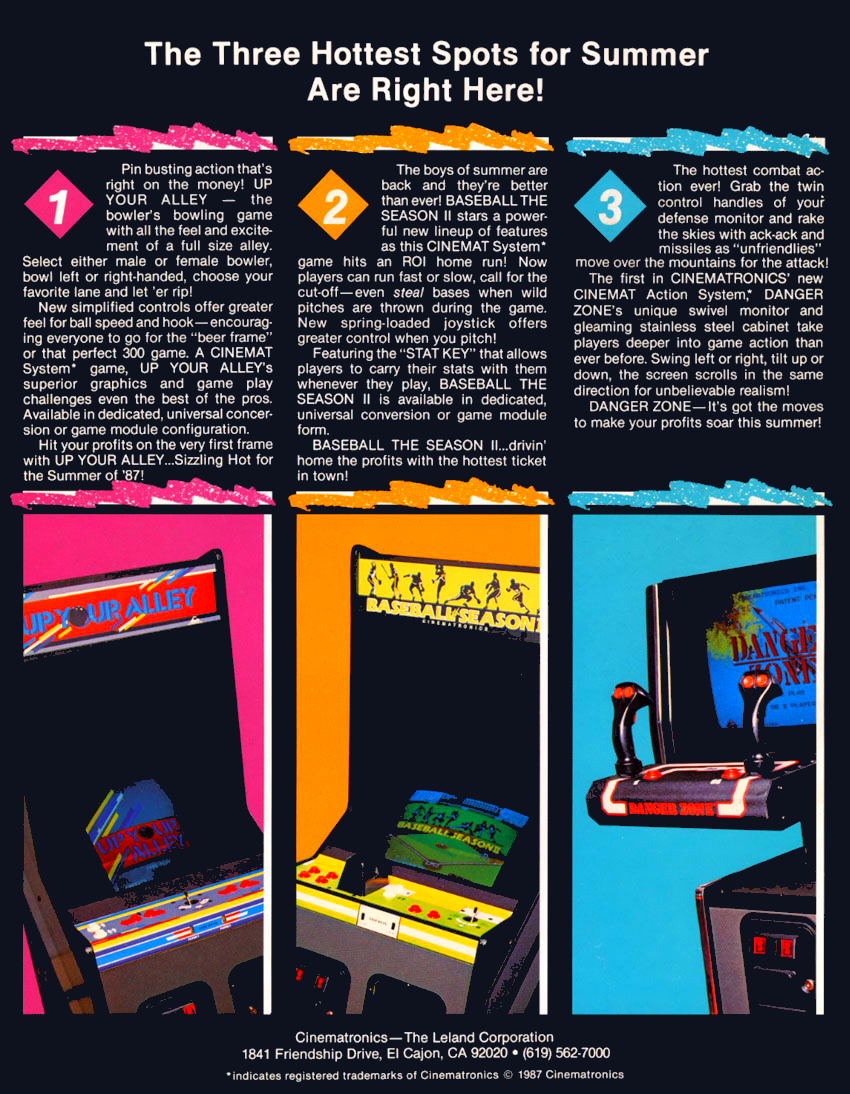 The Three Hottest Spots for Summer
Are Right Here!
1
Pin busting action that's
right on the money! UP
YOUR ALLEY — the
bowler's bowling game
with all the feel and excite-
ment of a full size alley.
Select either male or female bowler,
bowl left or right-handed, choose your
favorite lane and let 'er rip!
New simplified controls offer greater
feel for ball speed and hook—encourag-
ing everyone to go for the "beer frame"
or that perfect 300 game. A CINEMAT
System* game, UP YOUR ALLEY's
superior graphics and game play
challenges even the best of the pros.
Available in dedicated, universal conver-
sion or game module configuration.
Hit your profits on the very first frame
with UP YOUR ALLEY...Sizzling Hot for
the Summer of '87!
2
The boys of summer are
back and they're better
than ever! BASEBALL THE
SEASON II stars a power-
ful new lineup of features
as this CINEMAT System*
game hits an ROI home run! Now
players can run fast or slow, call for the
cut-off—even steal bases when wild
pitches are thrown during the game.
New spring-loaded joystick offers
greater control when you pitch!
Featuring the "STAT KEY" that allows
players to carry their stats with them
whenever they play, BASEBALL THE
SEASON II is available in dedicated,
universal conversion or game module
form.
BASEBALL THE SEASON II...drivin'
home the profits with the hottest ticket
in town!
3
The hottest combat ac-
tion ever! Grab the twin
control handles of your
defense monitor and rake
the skies with ack-ack and
missiles as "unfriendlies"
move over the mountains for the attack!
The first in CINEMATRONICS' new
CINEMAT Action System,* DANGER
ZONE's unique swivel monitor and
gleaming stainless steel cabinet take
players deeper into game action than
ever before. Swing left or right, tilt up or
down, the screen scrolls in the same
direction for unbelievable realism!
DANGER ZONE—It's got the moves
to make your profits soar this summer!
UP YOUR ALLEY
UP YOUR
ALLEY
BASEBALL SEASON II
CINEMATRONICS
BASEBALL SEASON II
CINEMATRONICS INC.
PATENT PE
DANGE
ZON
PLAY
OR 2 PLAYER
DANGER ZONE
Cinematronics—The Leland Corporation
1841 Friendship Drive, El Cajon, CA 92020 • (619) 562-7000
*indicates registered trademarks of Cinematronics © 1987 Cinematronics